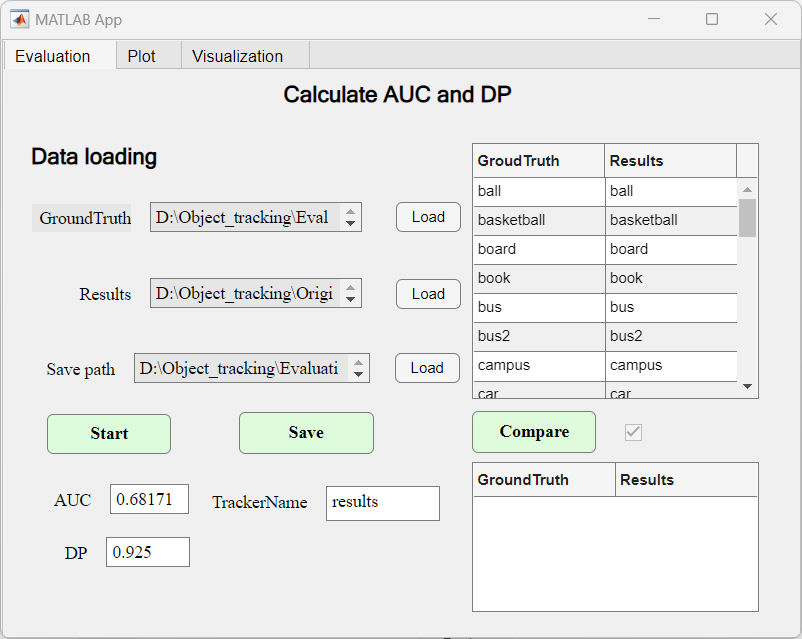 MATLAB App
Evaluation Plot Visualization
Calculate AUC and DP
Data loading
GroundTruth D:\Object_tracking\Eval Load
Results D:\Object_tracking\Origi Load
Save path D:\Object_tracking\Evaluati Load
Start Save
AUC 0.68171 TrackerName results
DP 0.925
GroudTruth Results
ball ball
basketball basketball
board board
book book
bus bus
bus2 bus2
campus campus
car car
Compare
GroundTruth Results